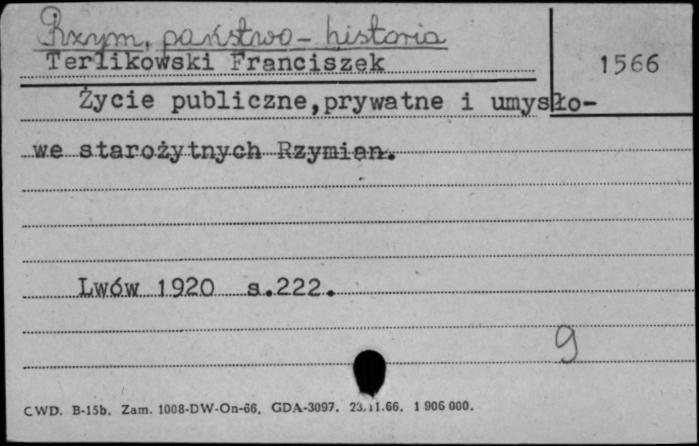 Rzym, państwo - historia
Terlikowski Franciszek
1566
Życie publiczne,prywatne i umysło-
we starożytnych Rzymian.
Lwów 1920 s.222.
9
CWD. B-15b. Zam. 1008-DW-On-66. GDA-3097. 23.11.66. 1 906 000.